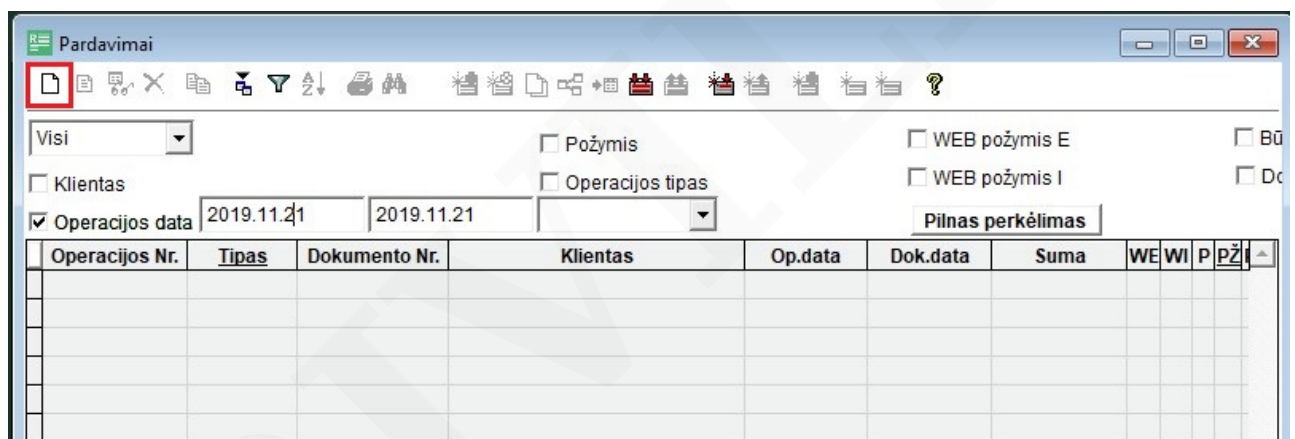 Pardavimai
Visi
Požymis
WEB požymis E
Bū
Klientas
Operacijos tipas
WEB požymis I
Do
Operacijos data 2019.11.21 2019.11.21
Pilnas perkėlimas
Operacijos Nr. Tipas Dokumento Nr. Klientas Op.data Dok.data Suma WE WI P PŽ